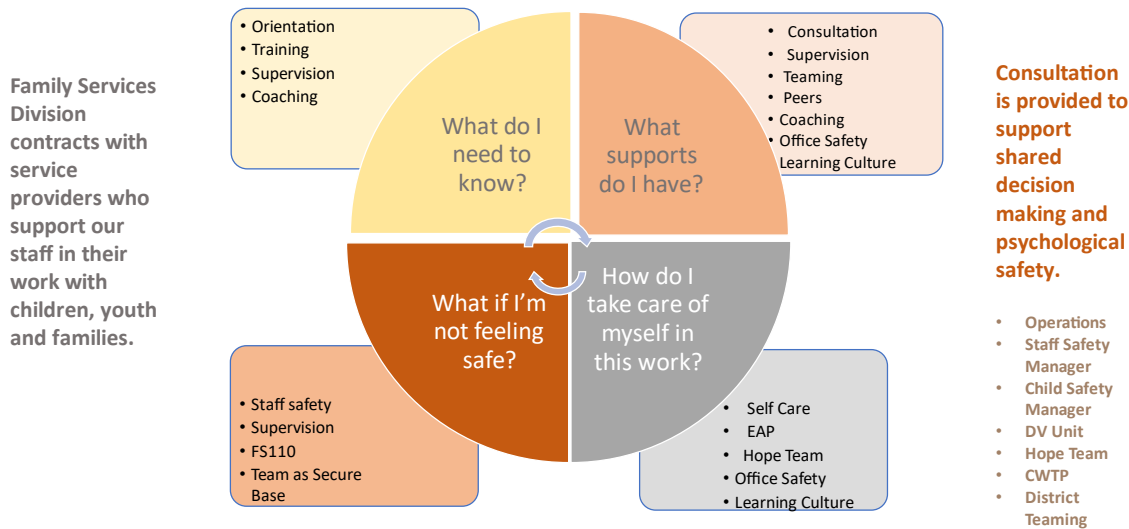 Family Services
Division
contracts with
service
providers who
support our
staff in their
work with
children, youth
and families.
• Orientation
• Training
• Supervision
• Coaching
What do I
need to
know?
What
supports
do I have?
• Consultation
• Supervision
• Teaming
• Peers
• Coaching
• Office Safety
• Learning Culture
What if I'm
not feeling
safe?
How do I
take care of
myself in
this work?
• Staff safety
• Supervision
• FS110
• Team as Secure
Base
• Self Care
• EAP
• Hope Team
• Office Safety
• Learning Culture
Consultation
is provided to
support
shared
decision
making and
psychological
safety.
• Operations
• Staff Safety
Manager
• Child Safety
Manager
• DV Unit
• Hope Team
• CWTP
• District
Teaming